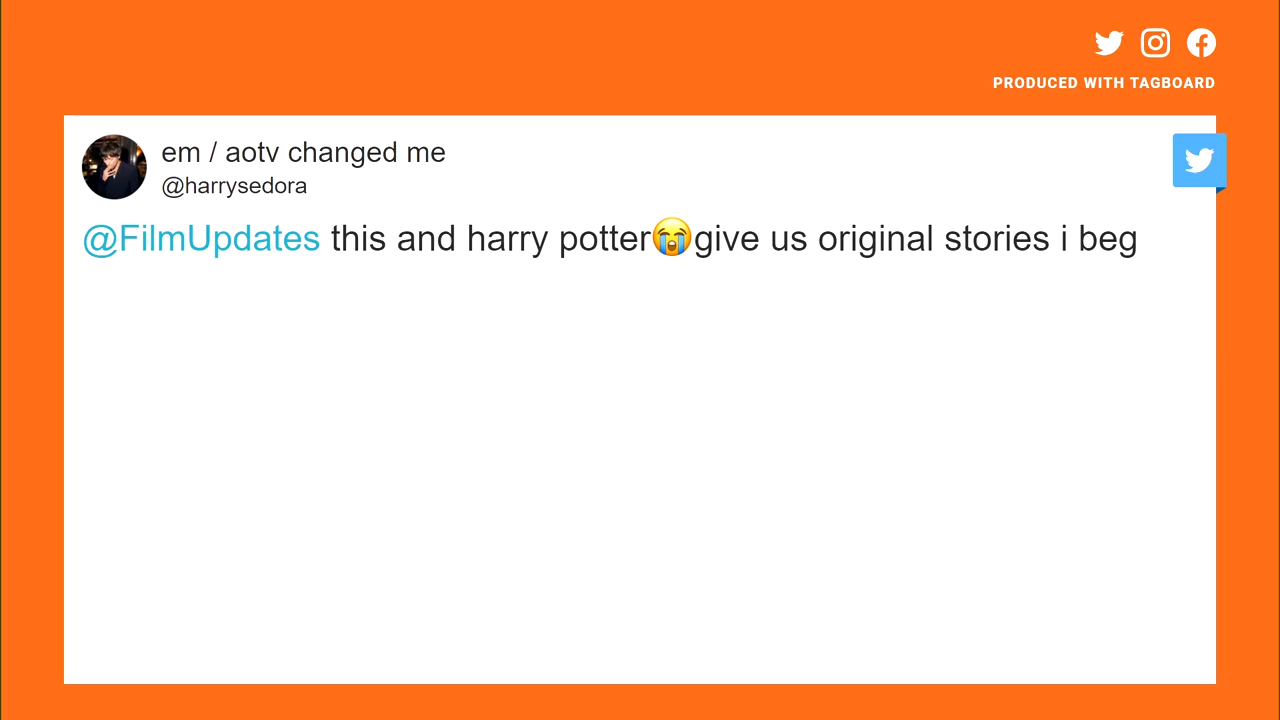 PRODUCED WITH TAGBOARD
em / aotv changed me
@harrysedora
@FilmUpdates this and harry potter😭give us original stories i beg